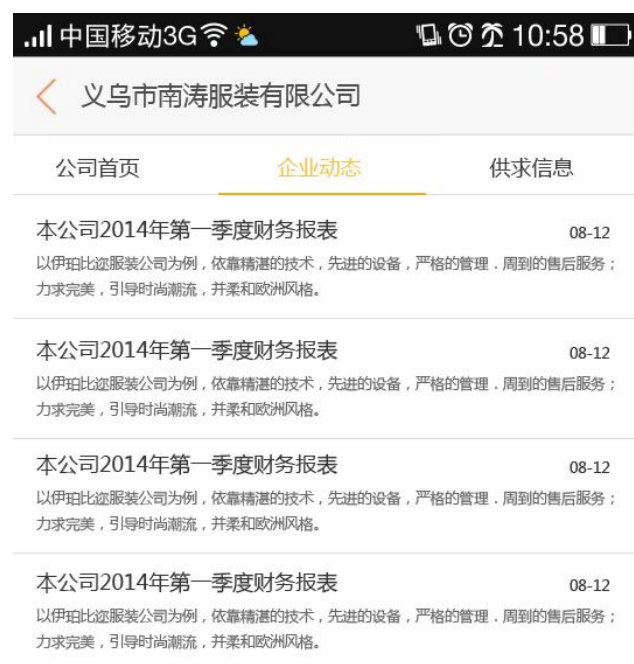 中国移动3G 10:58
义乌市南涛服装有限公司
公司首页 企业动态 供求信息
本公司2014年第一季度财务报表 08-12
以伊珀比迩服装公司为例，依靠精湛的技术，先进的设备，严格的管理．周到的售后服务；
力求完美，引导时尚潮流，并柔和欧洲风格。
本公司2014年第一季度财务报表 08-12
以伊珀比迩服装公司为例，依靠精湛的技术，先进的设备，严格的管理．周到的售后服务；
力求完美，引导时尚潮流，并柔和欧洲风格。
本公司2014年第一季度财务报表 08-12
以伊珀比迩服装公司为例，依靠精湛的技术，先进的设备，严格的管理．周到的售后服务；
力求完美，引导时尚潮流，并柔和欧洲风格。
本公司2014年第一季度财务报表 08-12
以伊珀比迩服装公司为例，依靠精湛的技术，先进的设备，严格的管理．周到的售后服务；
力求完美，引导时尚潮流，并柔和欧洲风格。